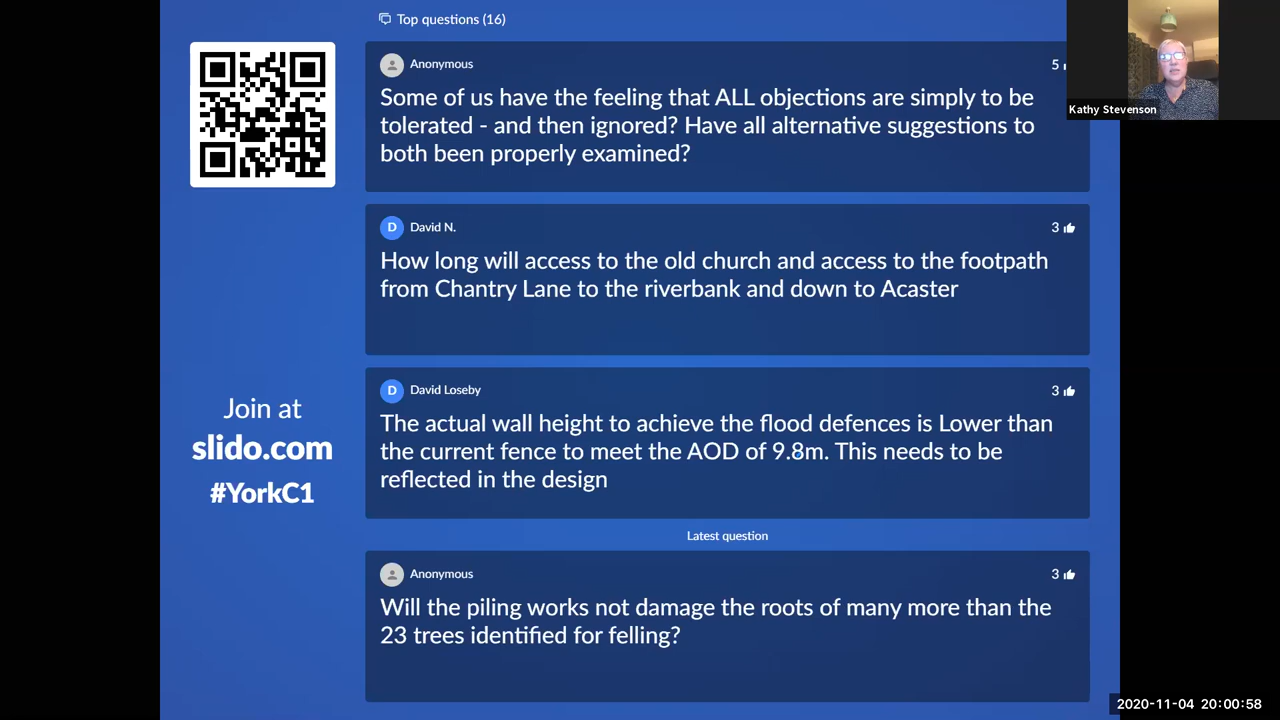 Top questions (16)
Anonymous
5
Some of us have the feeling that ALL objections are simply to be
tolerated - and then ignored? Have all alternative suggestions to
both been properly examined?
Kathy Stevenson
D
David N.
3
How long will access to the old church and access to the footpath
from Chantry Lane to the riverbank and down to Acaster
D
David Loseby
3
The actual wall height to achieve the flood defences is Lower than
the current fence to meet the AOD of 9.8m. This needs to be
reflected in the design
Join at
slido.com
#YorkC1
Latest question
Anonymous
3
Will the piling works not damage the roots of many more than the
23 trees identified for felling?
2020-11-04 20:00:58